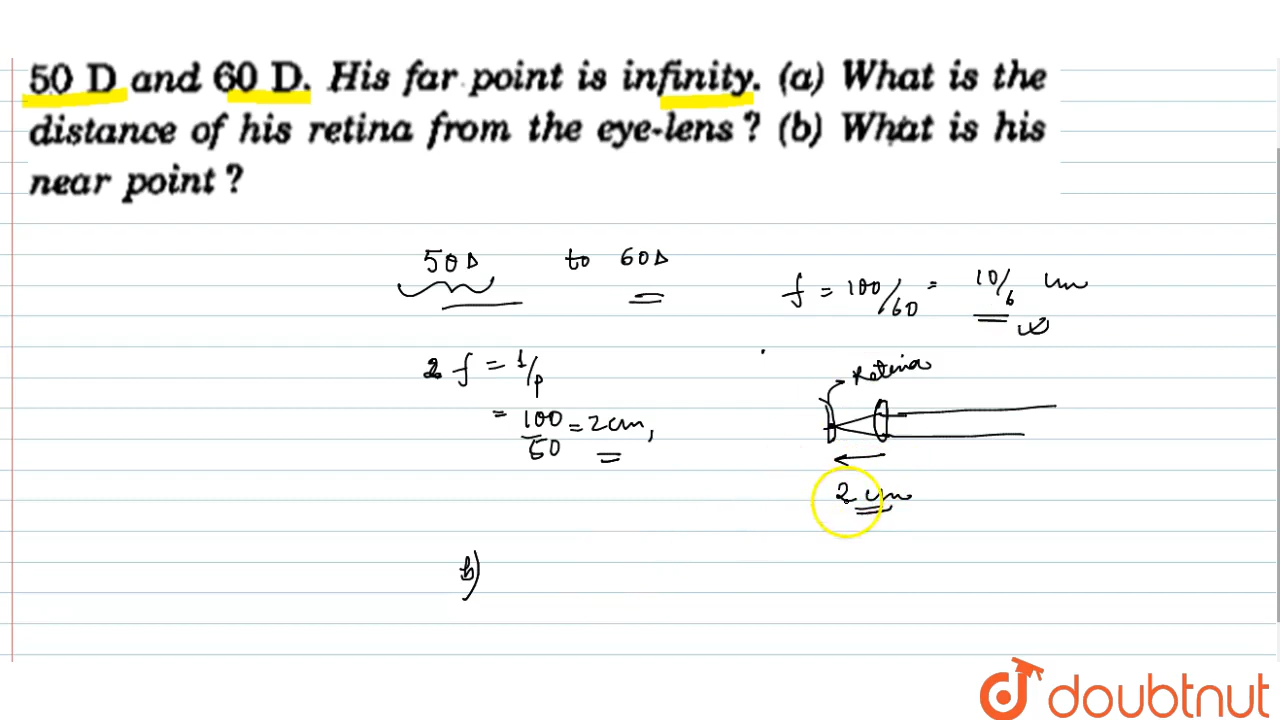 50 D and 60 D. His far point is infinity. (a) What is the
distance of his retina from the eye-lens? (b) What is his
near point?
50D to 60D
f = 100/60 = 10/6 cm
2 f = 1/p
= 100/50 = 2cm,
Retina
2 cm
b)
doubtnut